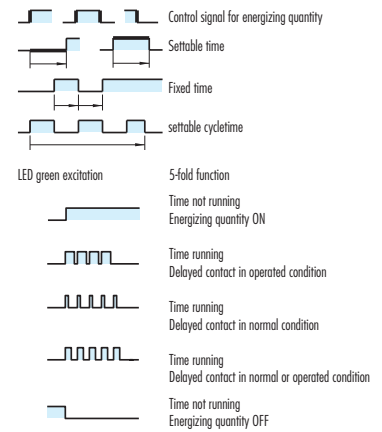 Control signal for energizing quantity
Settable time
Fixed time
settable cycletime
LED green excitation
5-fold function
Time not running
Energizing quantity ON
Time running
Delayed contact in operated condition
Time running
Delayed contact in normal condition
Time running
Delayed contact in normal or operated condition
Time not running
Energizing quantity OFF